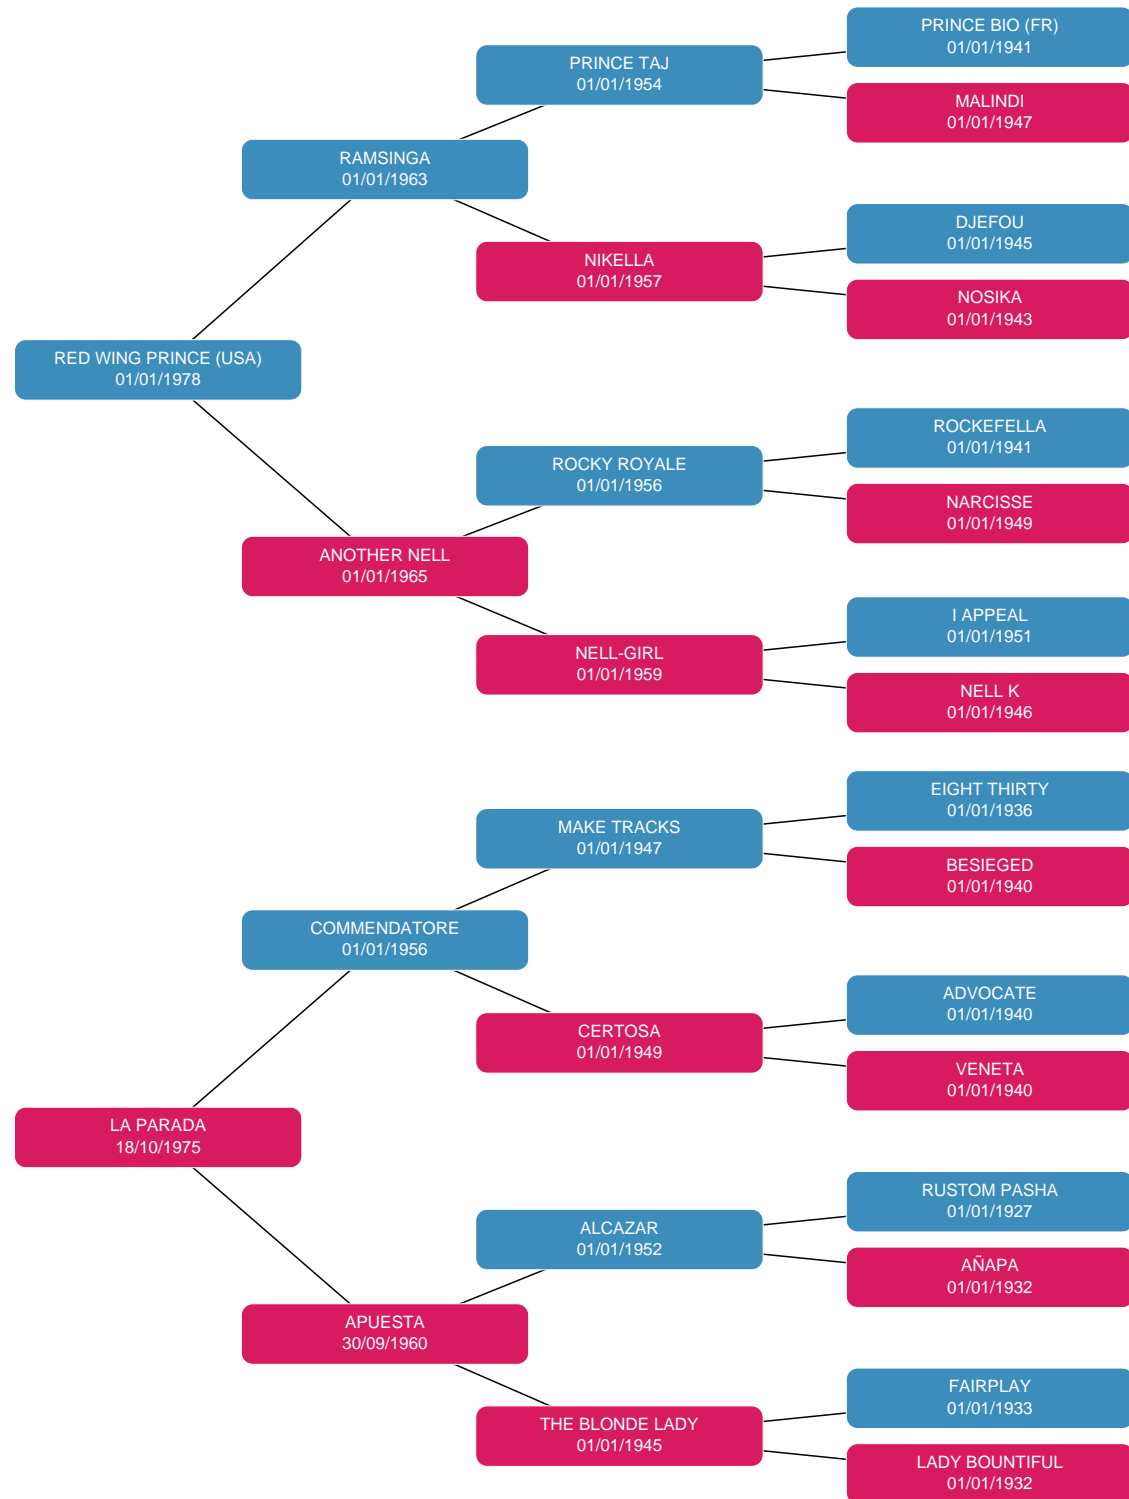 PRINCE BIO (FR)
01/01/1941
PRINCE TAJ
01/01/1954
MALINDI
01/01/1947
RAMSINGA
01/01/1963
DJEFOU
01/01/1945
NIKELLA
01/01/1957
NOSIKA
01/01/1943
RED WING PRINCE (USA)
01/01/1978
ROCKEFELLA
01/01/1941
ROCKY ROYALE
01/01/1956
NARCISSE
01/01/1949
ANOTHER NELL
01/01/1965
I APPEAL
01/01/1951
NELL-GIRL
01/01/1959
NELL K
01/01/1946
EIGHT THIRTY
01/01/1936
MAKE TRACKS
01/01/1947
BESIEGED
01/01/1940
COMMENDATORE
01/01/1956
ADVOCATE
01/01/1940
CERTOSA
01/01/1949
VENETA
01/01/1940
LA PARADA
18/10/1975
RUSTOM PASHA
01/01/1927
ALCAZAR
01/01/1952
AÑAPA
01/01/1932
APUESTA
30/09/1960
FAIRPLAY
01/01/1933
THE BLONDE LADY
01/01/1945
LADY BOUNTIFUL
01/01/1932